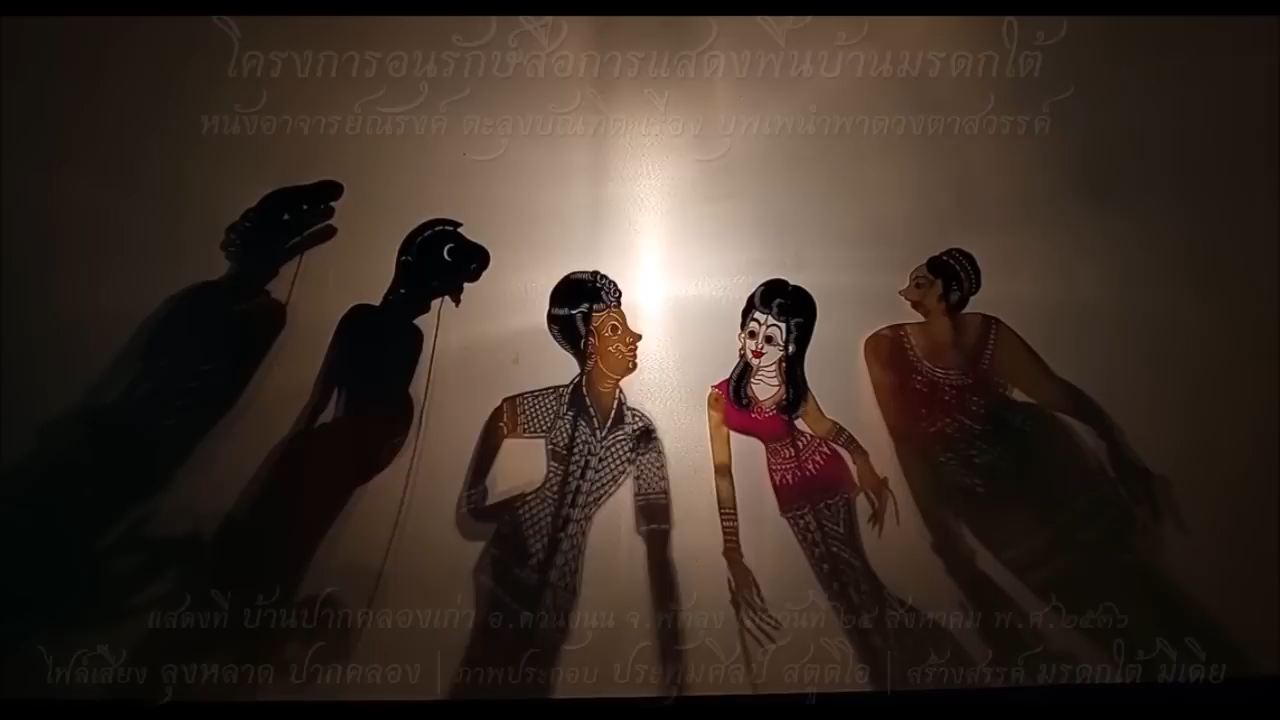 โครงการอนุรักษ์สื่อการแสดงพื้นบ้านมรดกใต้
หนังอาจารย์ณรงค์ ตะลุงบัณฑิต เรื่อง บุพเพนำพาดวงตาสวรรค์
แสดงที่ บ้านปากคลองเก่า อ.ควนขนุน จ.พัทลุง เมื่อวันที่ ๒๕ สิงหาคม พ.ศ.๒๕๓๖
ไฟล์เสียง ลุงหลาด ปากคลอง | ภาพประกอบ ประทุมศิลป์ สตูดิโอ | สร้างสรรค์ มรดกใต้ มีเดีย